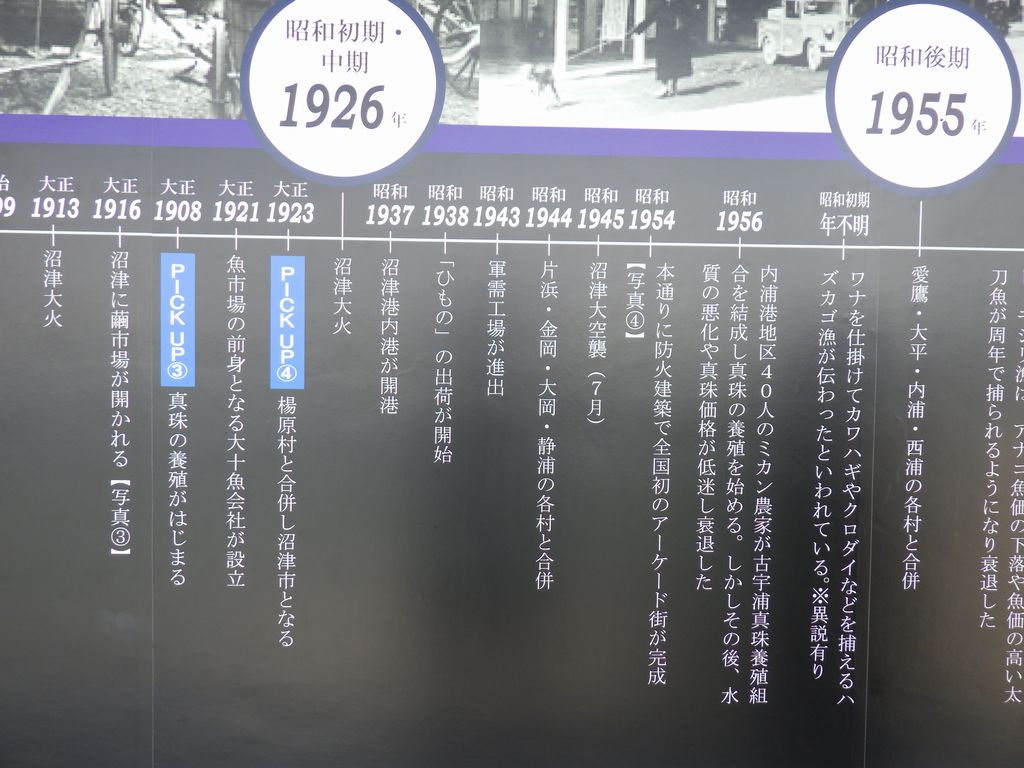 昭和初期・
中期
1926年
昭和後期
1955年
大正
1913
沼津大火
大正
1916
沼津に繭市場が開かれる【写真③】
大正
1908
PICK UP③
真珠の養殖がはじまる
大正
1921
魚市場の前身となる大十魚会社が設立
大正
1923
PICK UP④
楊原村と合併し沼津市となる
沼津大火
昭和
1937
沼津港内港が開港
昭和
1938
「ひもの」の出荷が開始
昭和
1943
軍需工場が進出
昭和
1944
片浜・金岡・大岡・静浦の各村と合併
昭和
1945
沼津大空襲（7月）
昭和
1954
本通りに防火建築で全国初のアーケード街が完成
【写真④】
昭和
1956
内浦港地区40人のミカン農家が古宇浦真珠養殖組
合を結成し真珠の養殖を始める。しかしその後、水
質の悪化や真珠価格が低迷し衰退した
昭和初期
年不明
ワナを仕掛けてカワハギやクロダイなどを捕えるハ
ズカゴ漁が伝わったといわれている。※異説有り
愛鷹・大平・内浦・西浦の各村と合併
漁は、アナゴ魚価の下落や魚価の高い太
刀魚が周年で捕られるようになり衰退した